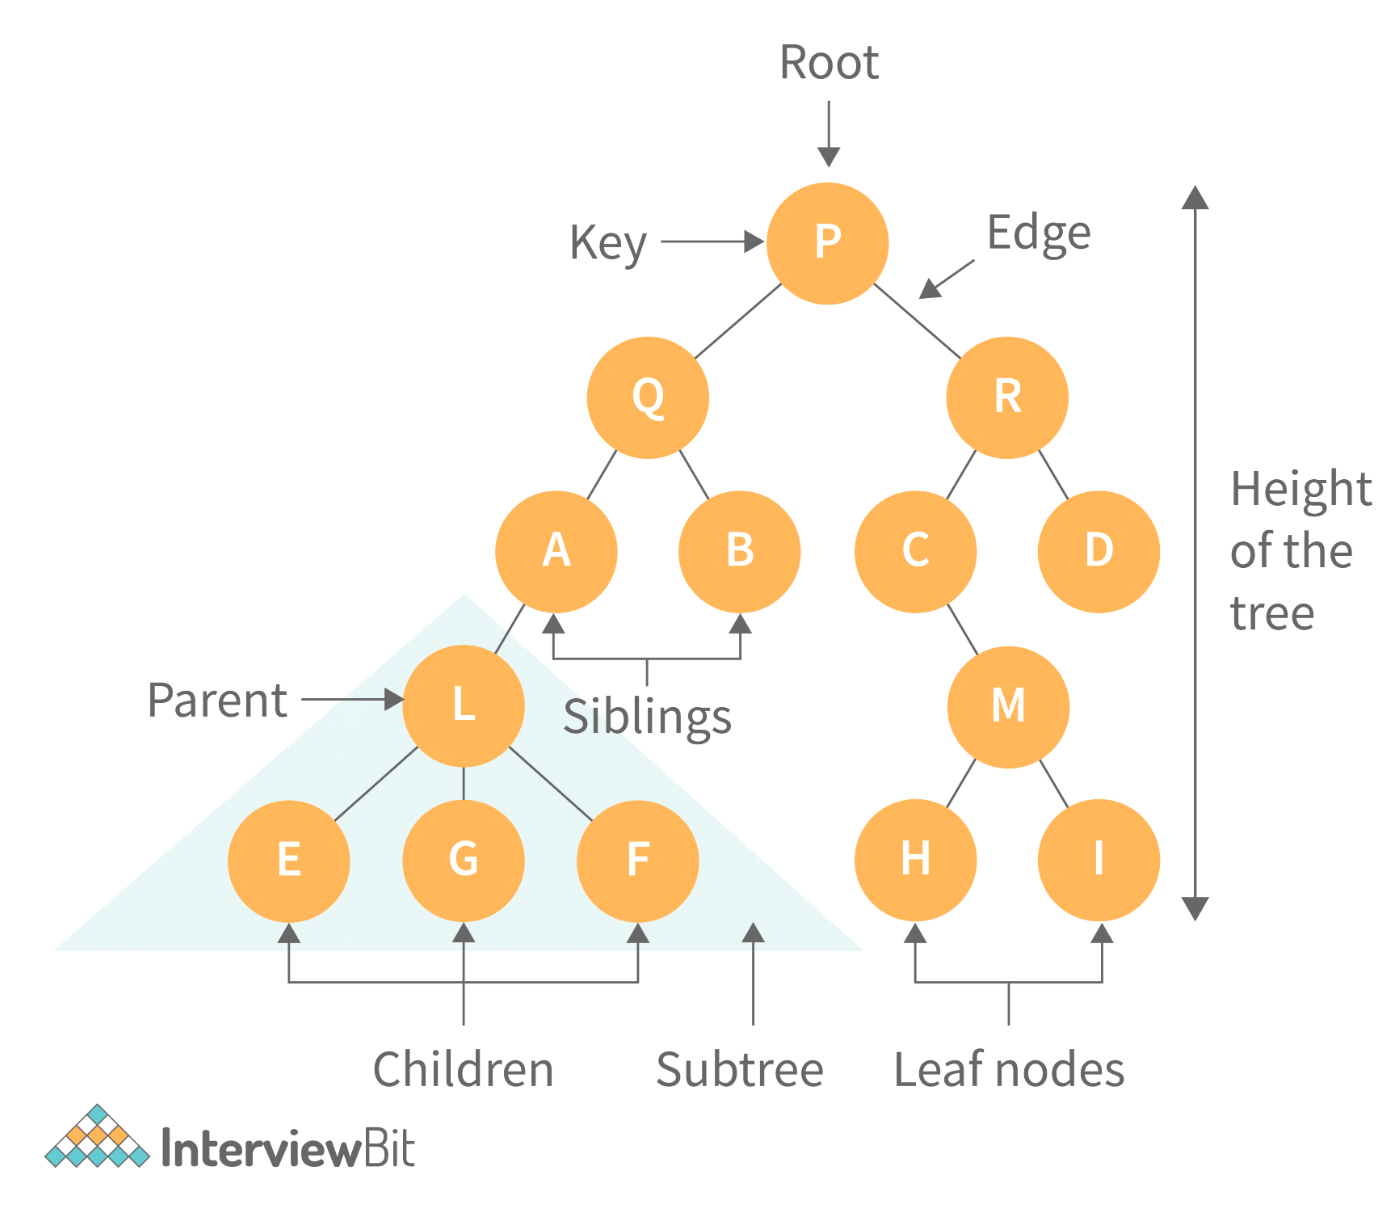 Root
Key
P
Edge
Q
R
A
B
C
D
Height
of the
tree
Parent
L
Siblings
M
E
G
F
H
I
Children
Subtree
Leaf nodes
InterviewBit